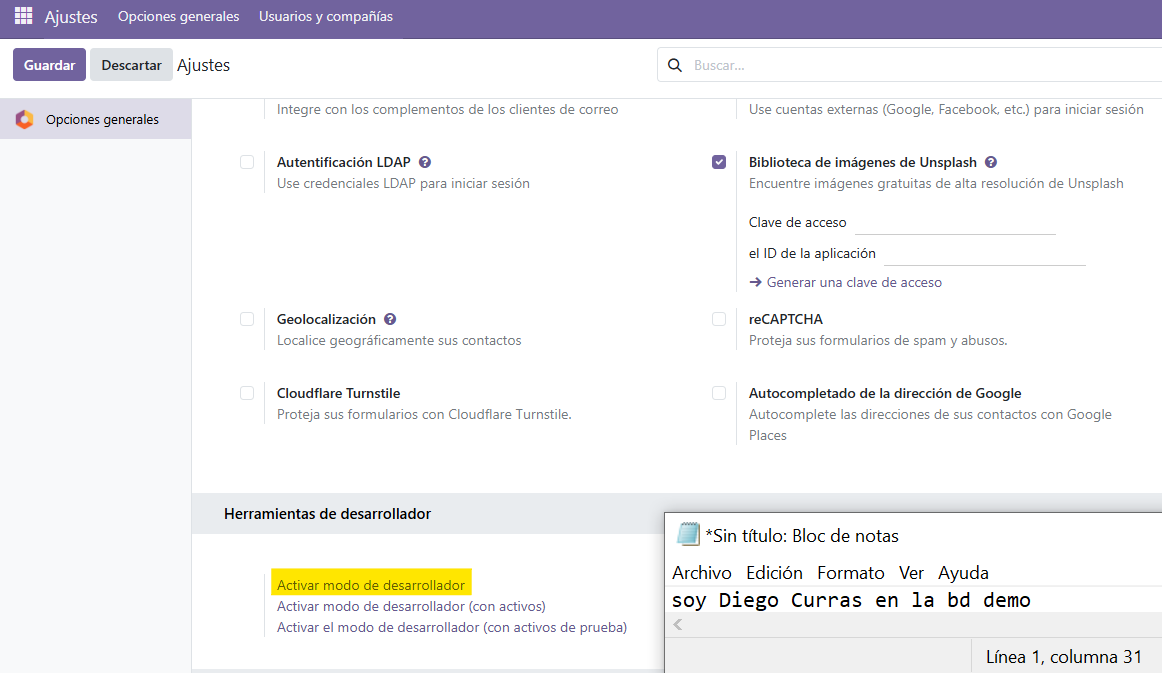 Ajustes Opciones generales Usuarios y compañías
Guardar Descartar Ajustes Buscar...
Opciones generales
Integre con los complementos de los clientes de correo
Use cuentas externas (Google, Facebook, etc.) para iniciar sesión
Autentificación LDAP ?
Use credenciales LDAP para iniciar sesión
Biblioteca de imágenes de Unsplash ?
Encuentre imágenes gratuitas de alta resolución de Unsplash
Clave de acceso
el ID de la aplicación
→ Generar una clave de acceso
Geolocalización ?
Localice geográficamente sus contactos
reCAPTCHA
Proteja sus formularios de spam y abusos.
Cloudflare Turnstile
Proteja sus formularios con Cloudflare Turnstile.
Autocompletado de la dirección de Google
Autocomplete las direcciones de sus contactos con Google
Places
Herramientas de desarrollador
Activar modo de desarrollador
Activar modo de desarrollador (con activos)
Activar el modo de desarrollador (con activos de prueba)
*Sin título: Bloc de notas
Archivo Edición Formato Ver Ayuda
soy Diego Curras en la bd demo
Línea 1, columna 31